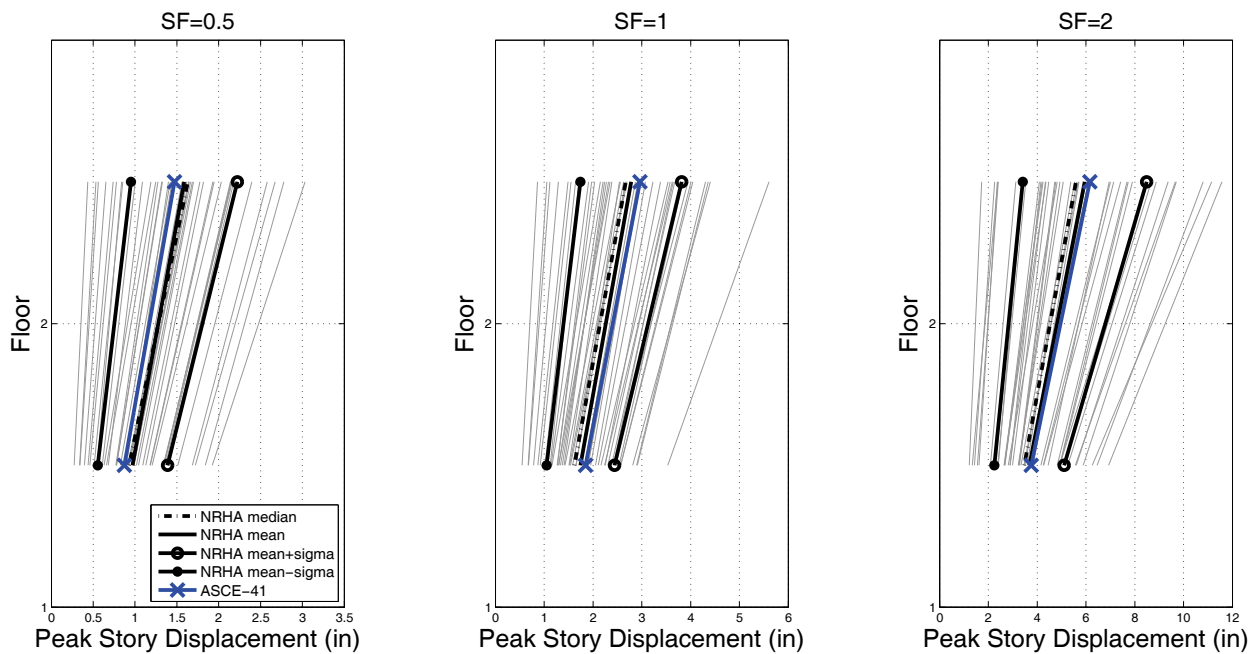 SF=0.5
Floor
2
1
0 0.5 1 1.5 2 2.5 3 3.5
Peak Story Displacement (in)
NRHA median
NRHA mean
NRHA mean+sigma
NRHA mean−sigma
ASCE−41
SF=1
Floor
2
1
0 1 2 3 4 5 6
Peak Story Displacement (in)
SF=2
Floor
2
1
0 2 4 6 8 10 12
Peak Story Displacement (in)